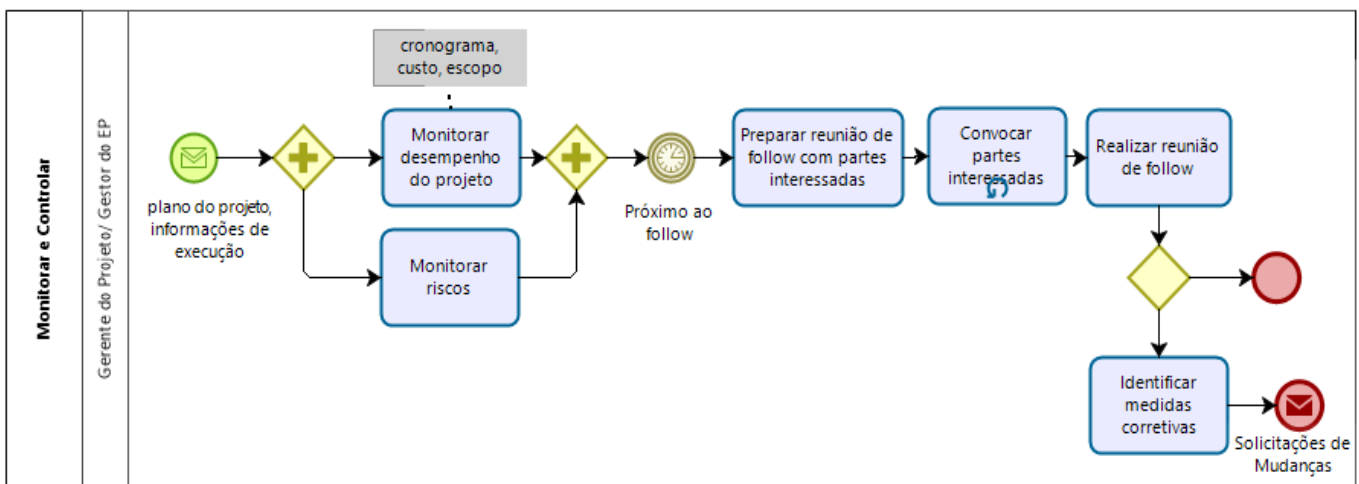 Monitorar e Controlar
Gerente do Projeto/ Gestor do EP
plano do projeto,
informações de
execução
cronograma,
custo, escopo
Monitorar
desempenho
do projeto
Monitorar
riscos
Próximo ao
follow
Preparar reunião de
follow com partes
interessadas
Convocar
partes
interessadas
Realizar reunião
de follow
Identificar
medidas
corretivas
Solicitações de
Mudanças